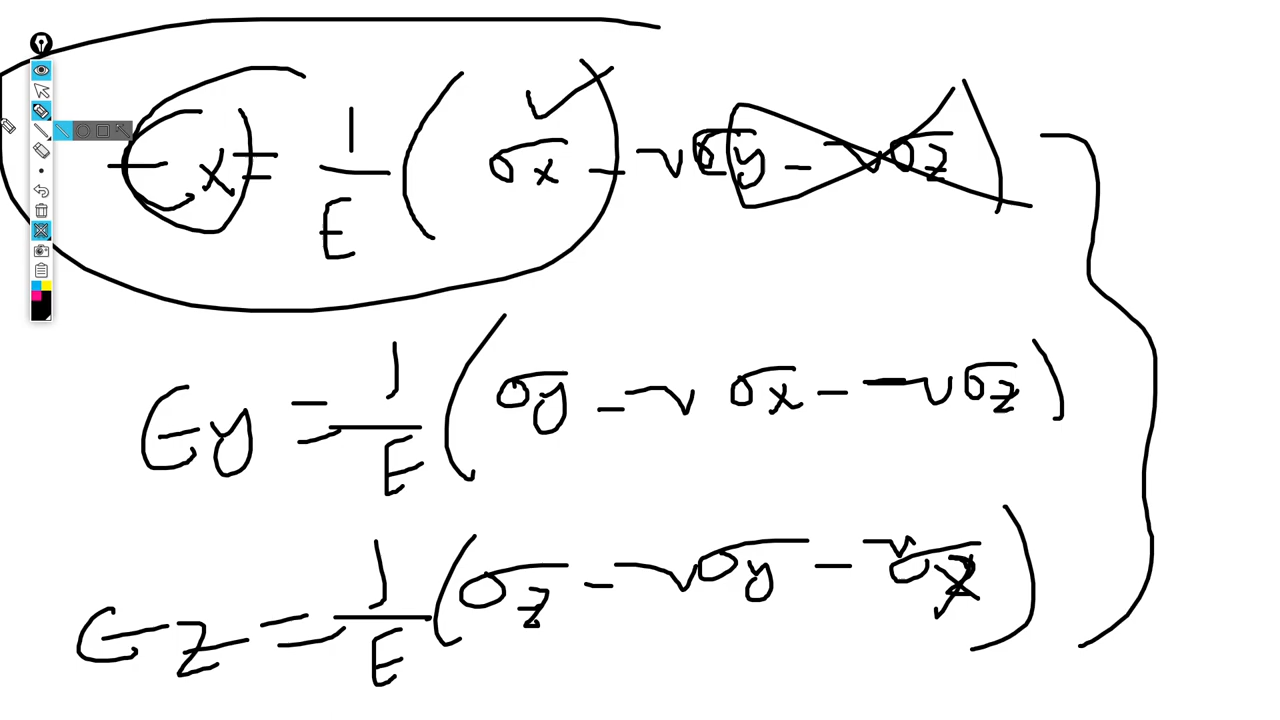 εx = 1/E (σx - νσy - νσz)
εy = 1/E (σy - νσx - νσz)
εz = 1/E (σz - νσy - νσx)